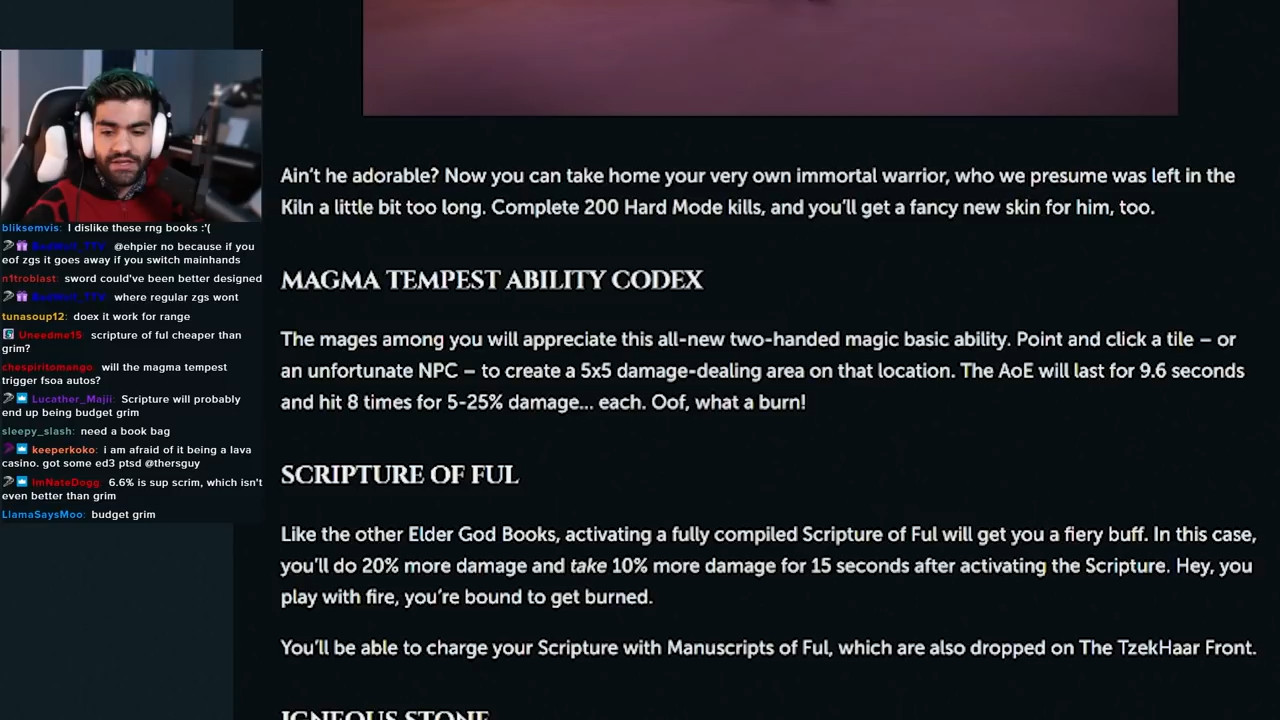 bliksemvis: I dislike these rng books :'(
@ehpier no because if you
eof zgs it goes away if you switch mainhands
n1troblast: sword could've been better designed
where regular zgs wont
tunasoup12: doex it work for range
Uneedme15: scripture of ful cheaper than
grim?
chespiritomango: will the magma tempest
trigger fsoa autos?
Lucather_Majii: Scripture will probably
end up being budget grim
sleepy_slash: need a book bag
keeperkoko: i am afraid of it being a lava
casino. got some ed3 ptsd @thersguy
ImNateDogg: 6.6% is sup scrim, which isn't
even better than grim
LlamaSaysMoo: budget grim
Ain't he adorable? Now you can take home your very own immortal warrior, who we presume was left in the
Kiln a little bit too long. Complete 200 Hard Mode kills, and you'll get a fancy new skin for him, too.
MAGMA TEMPEST ABILITY CODEX
The mages among you will appreciate this all-new two-handed magic basic ability. Point and click a tile – or
an unfortunate NPC – to create a 5x5 damage-dealing area on that location. The AoE will last for 9.6 seconds
and hit 8 times for 5-25% damage... each. Oof, what a burn!
SCRIPTURE OF FUL
Like the other Elder God Books, activating a fully compiled Scripture of Ful will get you a fiery buff. In this case,
you'll do 20% more damage and take 10% more damage for 15 seconds after activating the Scripture. Hey, you
play with fire, you're bound to get burned.
You'll be able to charge your Scripture with Manuscripts of Ful, which are also dropped on The TzekHaar Front.
IGNEOUS STONE